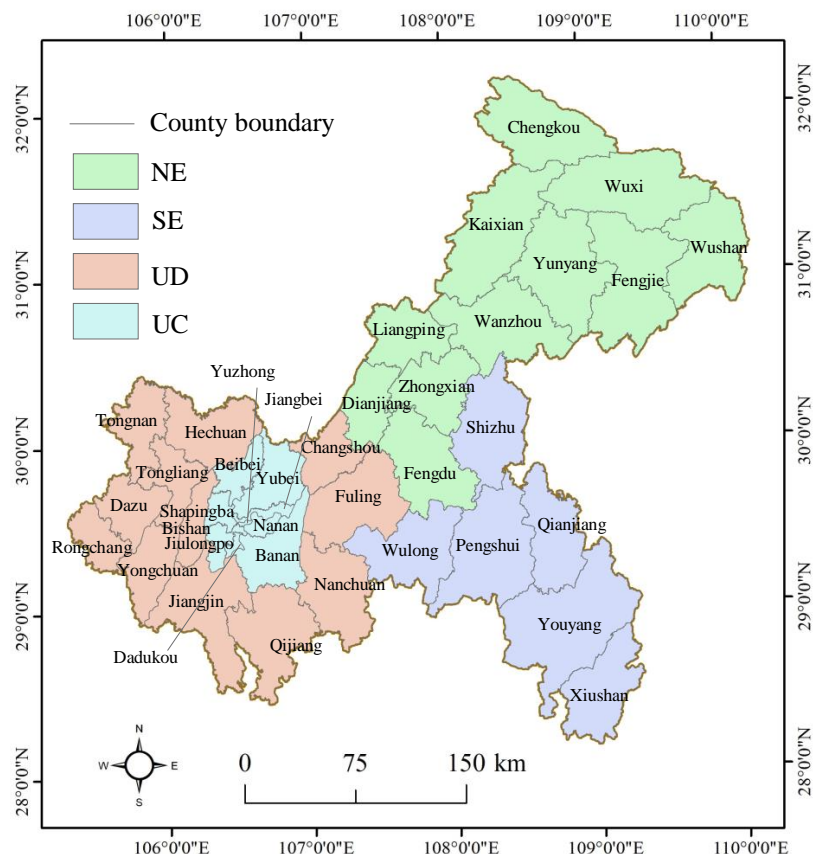 106°0'0"E 107°0'0"E 108°0'0"E 109°0'0"E 110°0'0"E
32°0'0"N
31°0'0"N
30°0'0"N
29°0'0"N
28°0'0"N
County boundary
NE
SE
UD
UC
Chengkou
Wuxi
Kaixian
Wushan
Yunyang
Fengjie
Wanzhou
Liangping
Yuzhong
Zhongxian
Jiangbei
Dianjiang
Tongnan
Shizhu
Hechuan
Changshou
Beibei
Tongliang
Yubei
Fengdu
Fuling
Dazu
Shapingba
Nanan
Qianjiang
Bishan
Rongchang
Jiulongpo
Pengshui
Wulong
Banan
Yongchuan
Nanchuan
Jiangjin
Youyang
Qijiang
Dadukou
Xiushan
N
W E
S
0 75 150 km
32°0'0"N
31°0'0"N
30°0'0"N
29°0'0"N
28°0'0"N
106°0'0"E 107°0'0"E 108°0'0"E 109°0'0"E 110°0'0"E